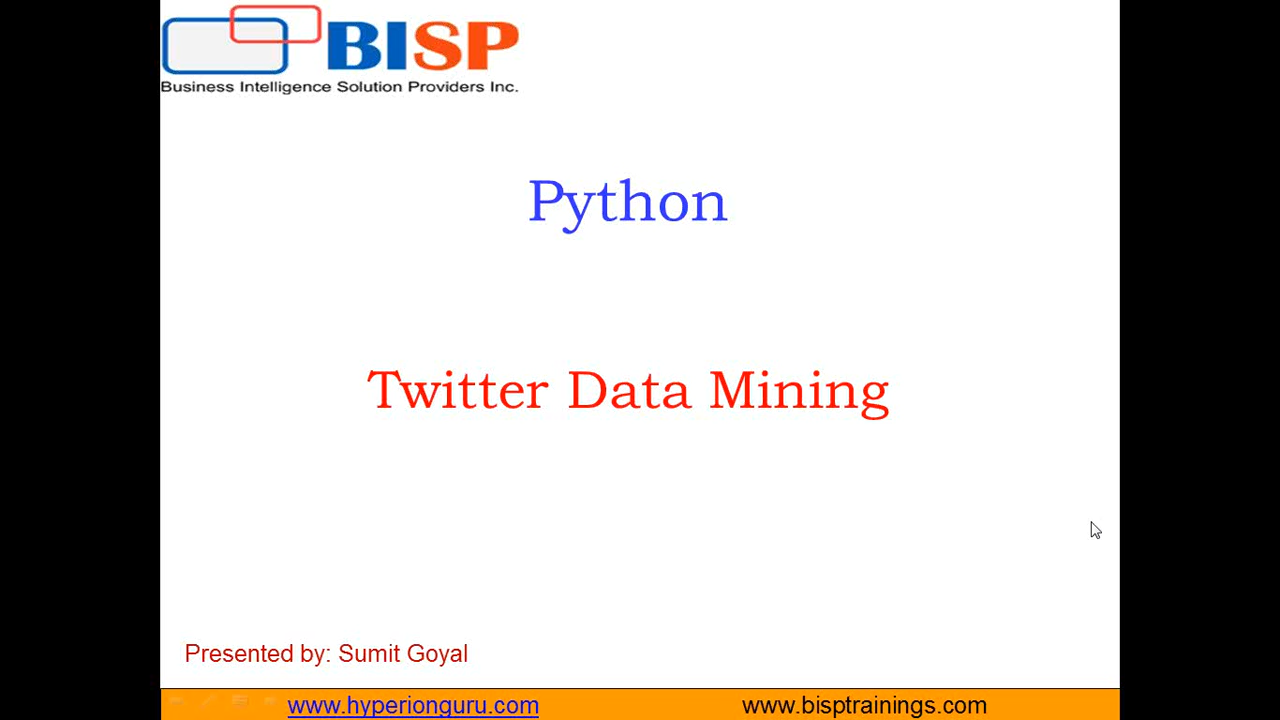 BISP
Business Intelligence Solution Providers Inc.
Python
Twitter Data Mining
Presented by: Sumit Goyal
www.hyperionguru.com www.bisptrainings.com